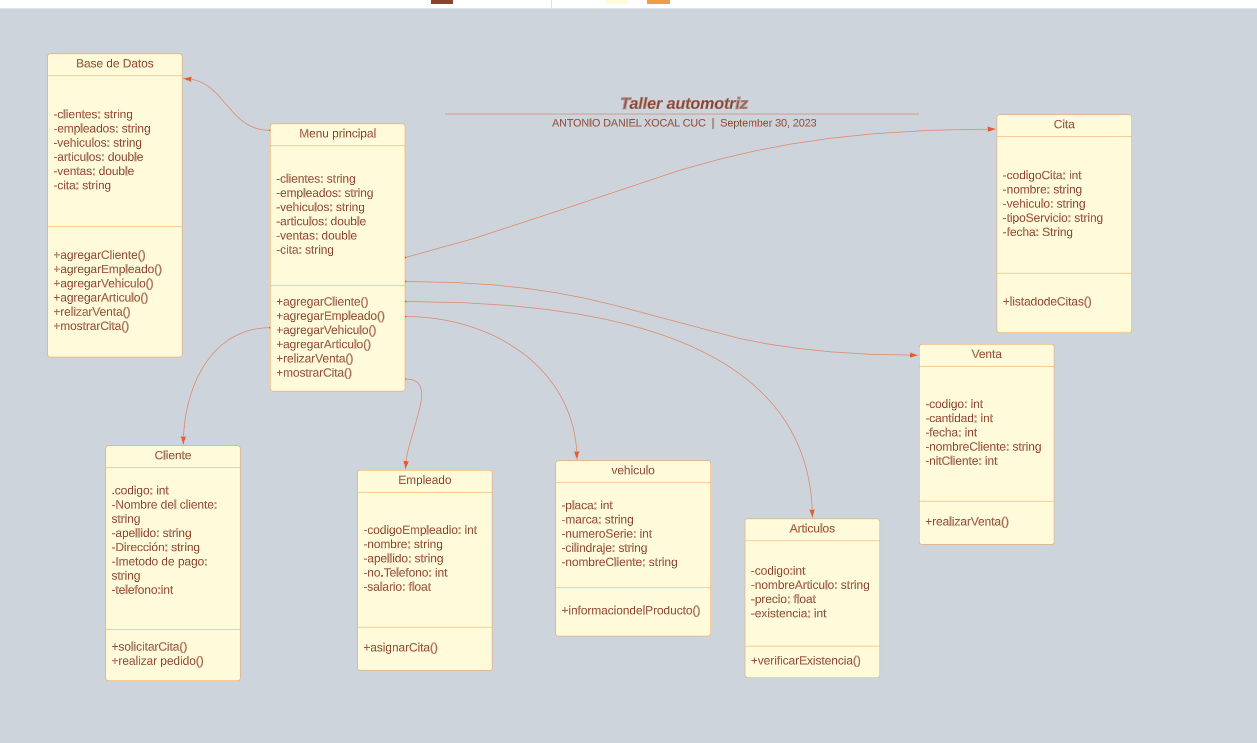 Taller automotriz
ANTONIO DANIEL XOCAL CUC | September 30, 2023
Base de Datos
-clientes: string
-empleados: string
-vehiculos: string
-articulos: double
-ventas: double
-cita: string
+agregarCliente()
+agregarEmpleado()
+agregarVehiculo()
+agregarArticulo()
+relizarVenta()
+mostrarCita()
Menu principal
-clientes: string
-empleados: string
-vehiculos: string
-articulos: double
-ventas: double
-cita: string
+agregarCliente()
+agregarEmpleado()
+agregarVehiculo()
+agregarArticulo()
+relizarVenta()
+mostrarCita()
Cita
-codigoCita: int
-nombre: string
-vehiculo: string
-tipoServicio: string
-fecha: String
+listadodeCitas()
Venta
-codigo: int
-cantidad: int
-fecha: int
-nombreCliente: string
-nitCliente: int
+realizarVenta()
Cliente
.codigo: int
-Nombre del cliente:
string
-apellido: string
-Dirección: string
-lmetodo de pago:
string
-telefono:int
+solicitarCita()
+realizar pedido()
Empleado
-codigoEmpleadio: int
-nombre: string
-apellido: string
-no.Telefono: int
-salario: float
+asignarCita()
vehiculo
-placa: int
-marca: string
-numeroSerie: int
-cilindraje: string
-nombreCliente: string
+informaciondelProducto()
Articulos
-codigo:int
-nombreArticulo: string
-precio: float
-existencia: int
+verificarExistencia()